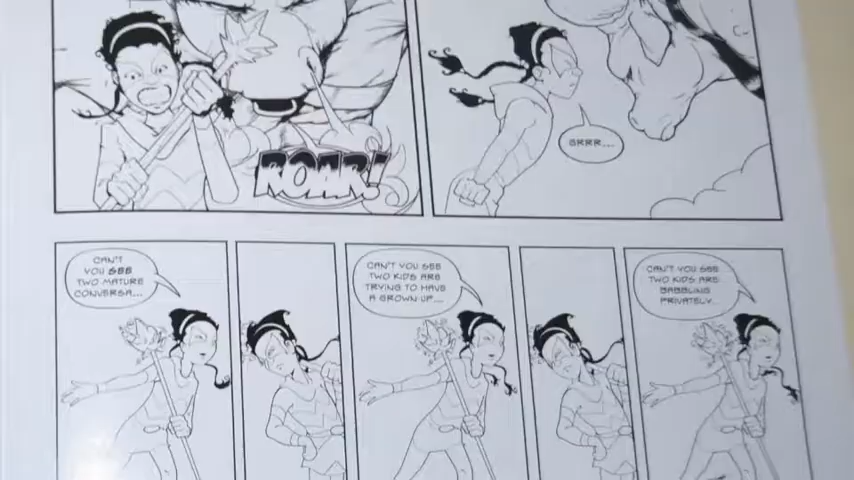 ROAR!
GRRR...
CAN'T
YOU SEE
TWO MATURE
CONVERSA...
CAN'T YOU SEE
TWO KIDS ARE
TRYING TO HAVE
A GROWN UP...
CAN'T YOU SEE
TWO KIDS ARE
BABBLING
PRIVATELY...